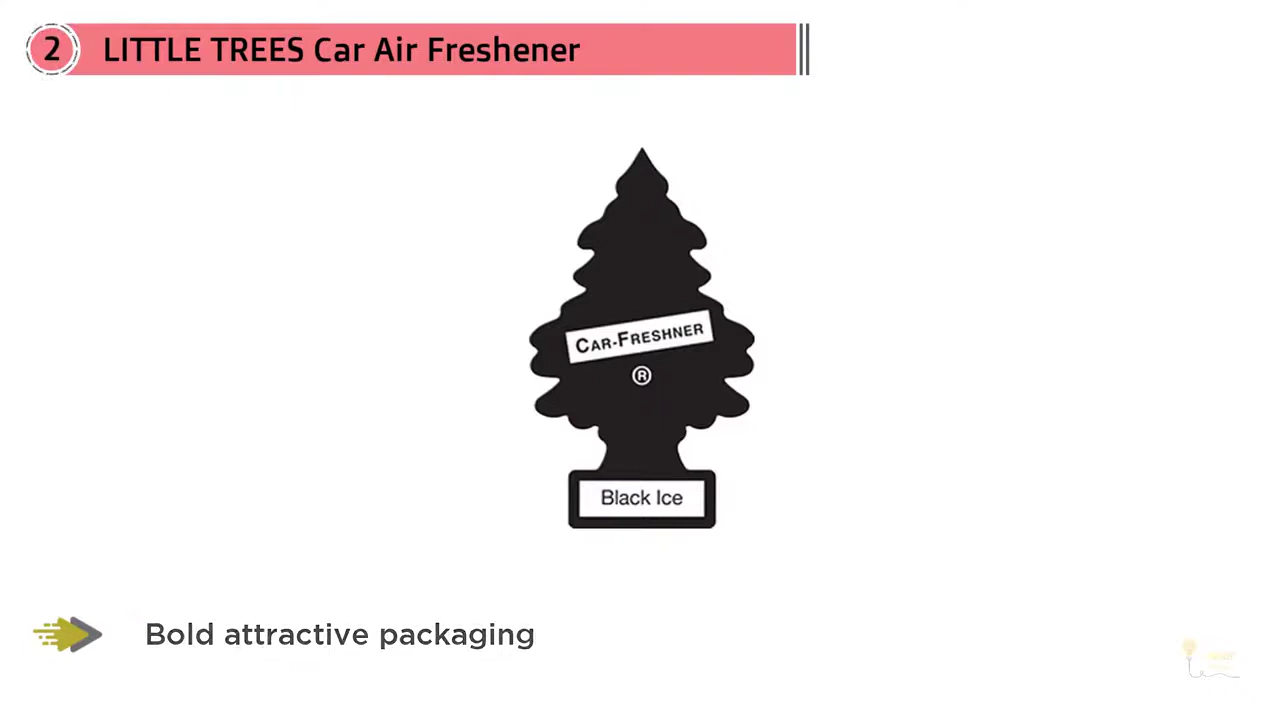 2 LITTLE TREES Car Air Freshener
CAR-FRESHNER
®
Black Ice
Bold attractive packaging